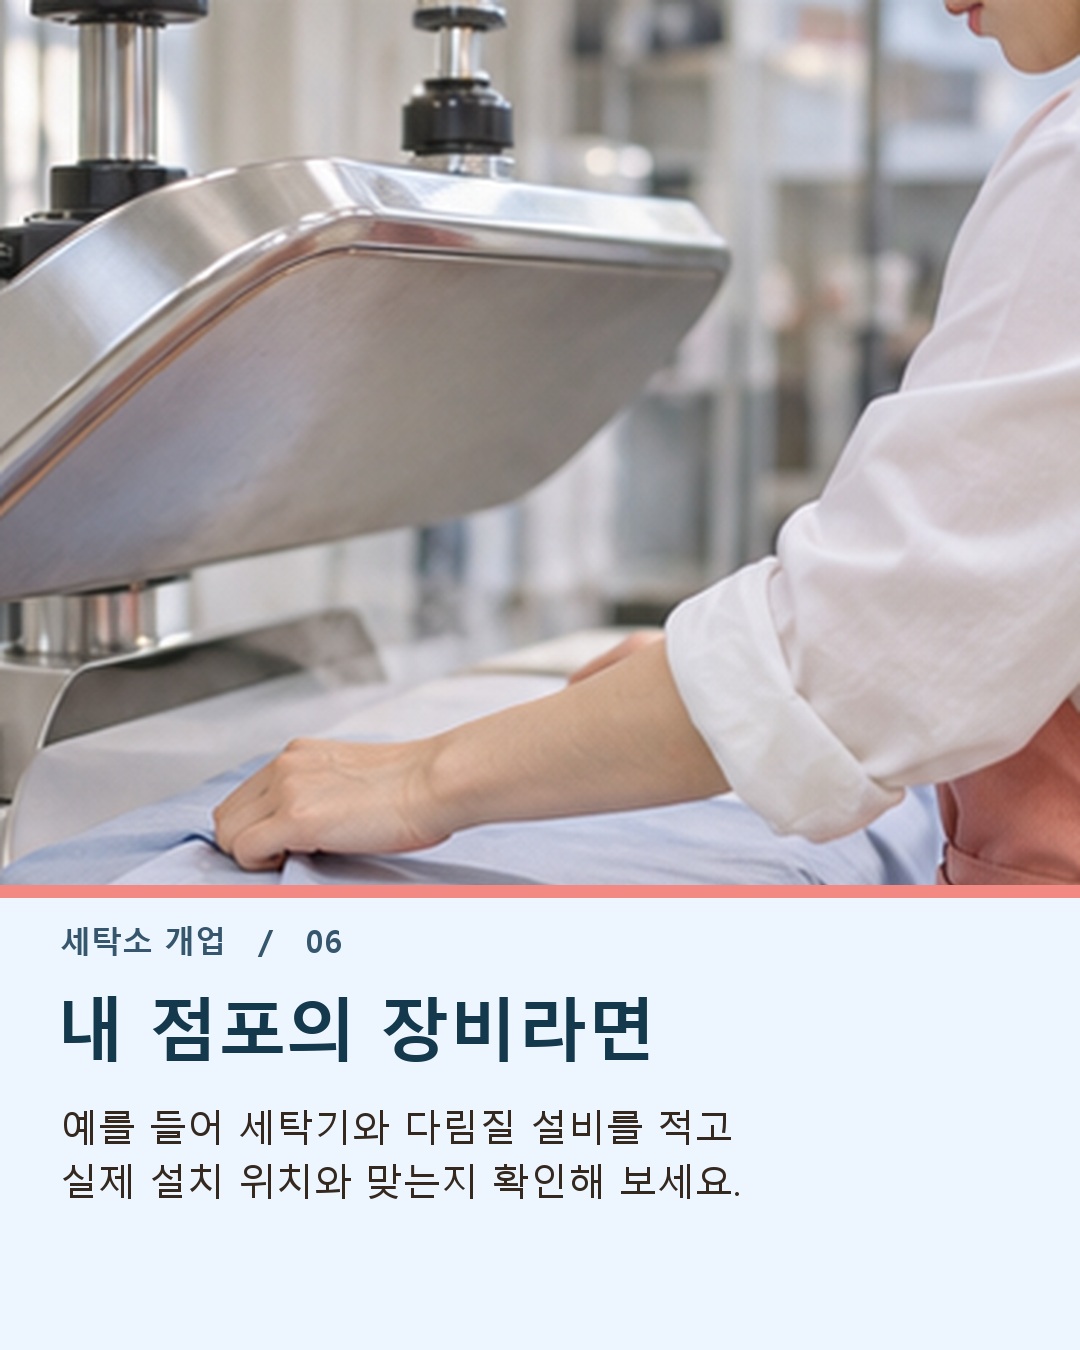 세탁소 개업 / 06
내 점포의 장비라면
예를 들어 세탁기와 다림질 설비를 적고
실제 설치 위치와 맞는지 확인해 보세요.